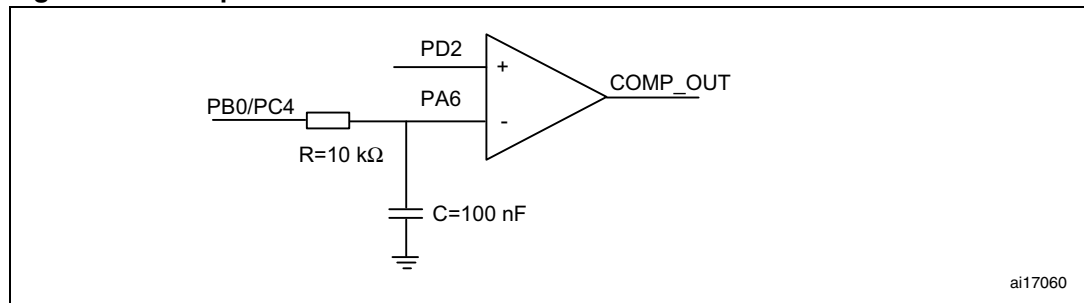 PD2
+
COMP_OUT
PA6
PB0/PC4
-
R=10 kΩ
C=100 nF
ai17060